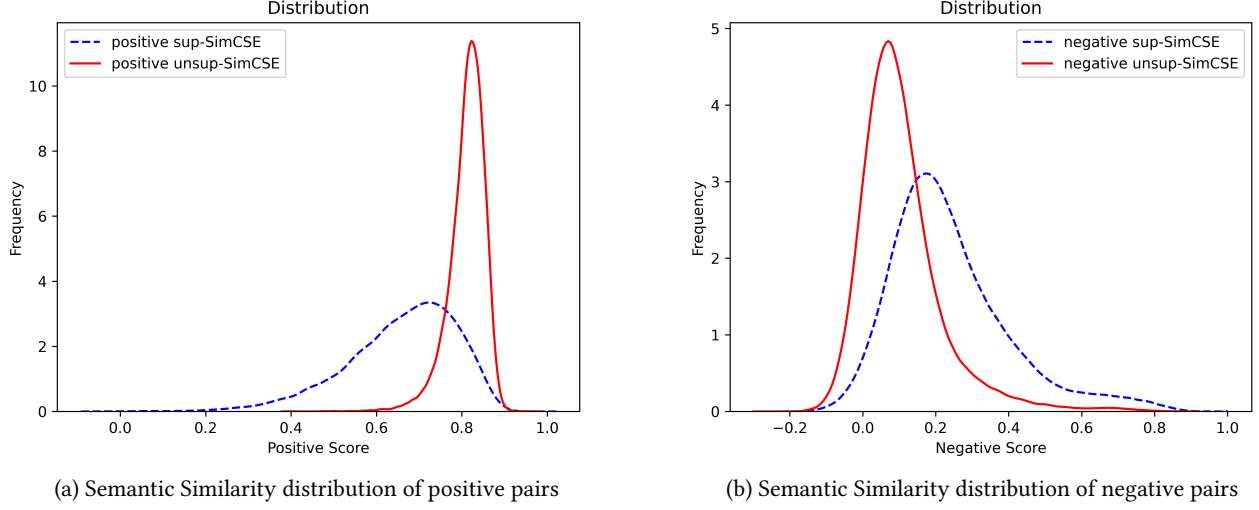 Distribution
positive sup-SimCSE
positive unsup-SimCSE
Frequency
10
8
6
4
2
0
0.0 0.2 0.4 0.6 0.8 1.0
Positive Score
(a) Semantic Similarity distribution of positive pairs
Distribution
negative sup-SimCSE
negative unsup-SimCSE
Frequency
5
4
3
2
1
0
−0.2 0.0 0.2 0.4 0.6 0.8 1.0
Negative Score
(b) Semantic Similarity distribution of negative pairs